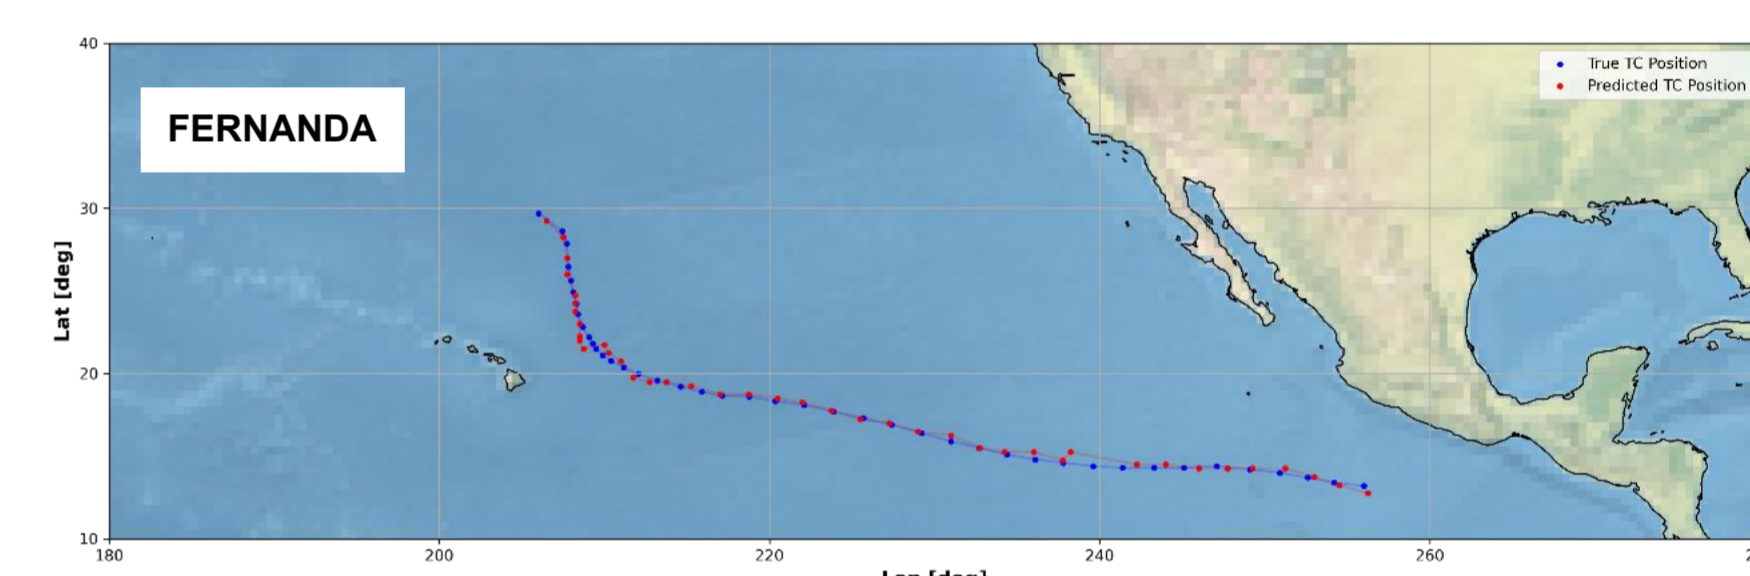 40
True TC Position
Predicted TC Position
FERNANDA
30
Lat [deg]
20
10
180
200
220
240
260